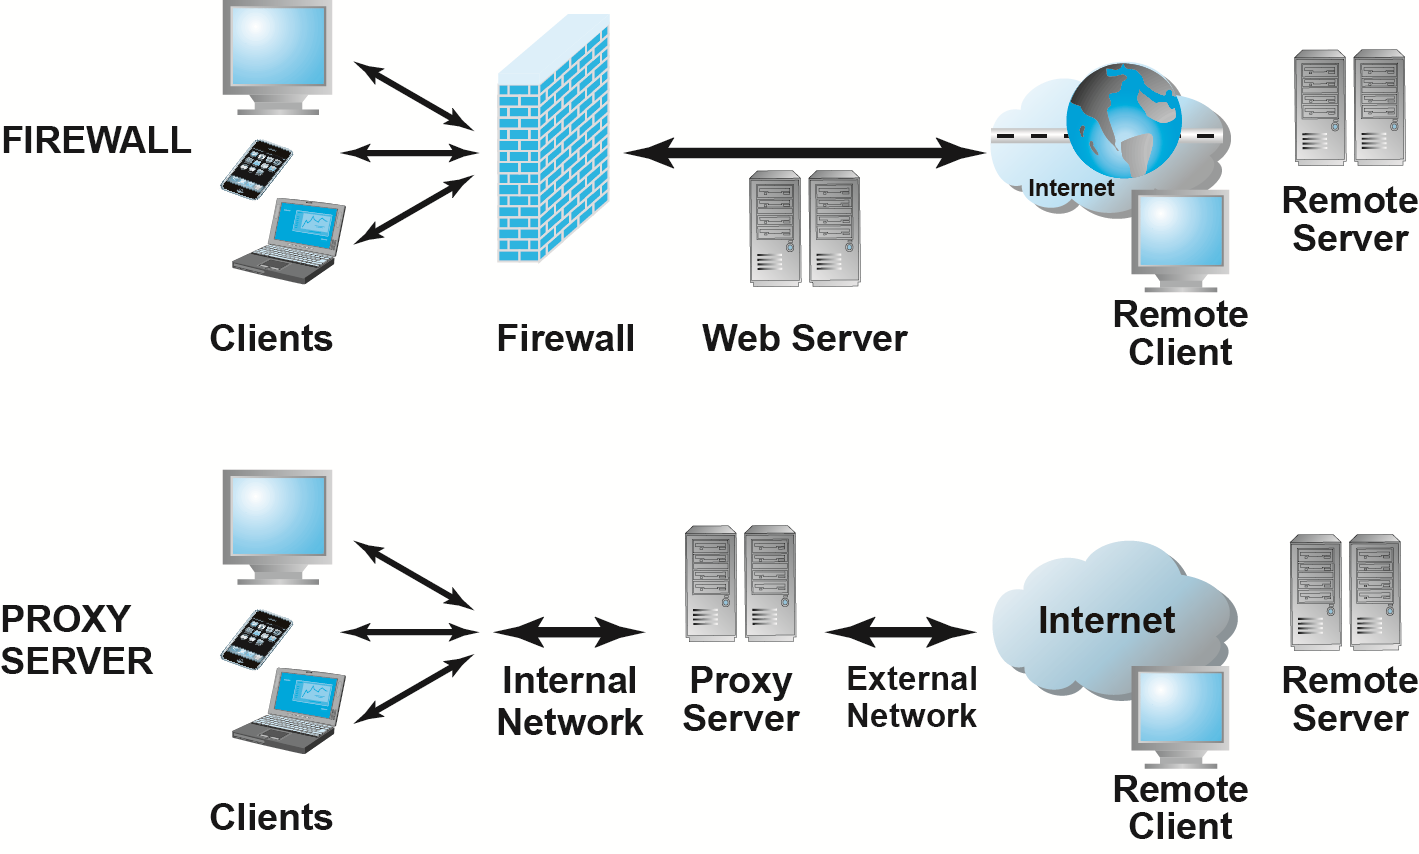 FIREWALL
Internet
Remote
Server
Clients
Firewall
Web Server
Remote
Client
PROXY
SERVER
Internal
Network
Proxy
Server
External
Network
Internet
Remote
Server
Clients
Remote
Client